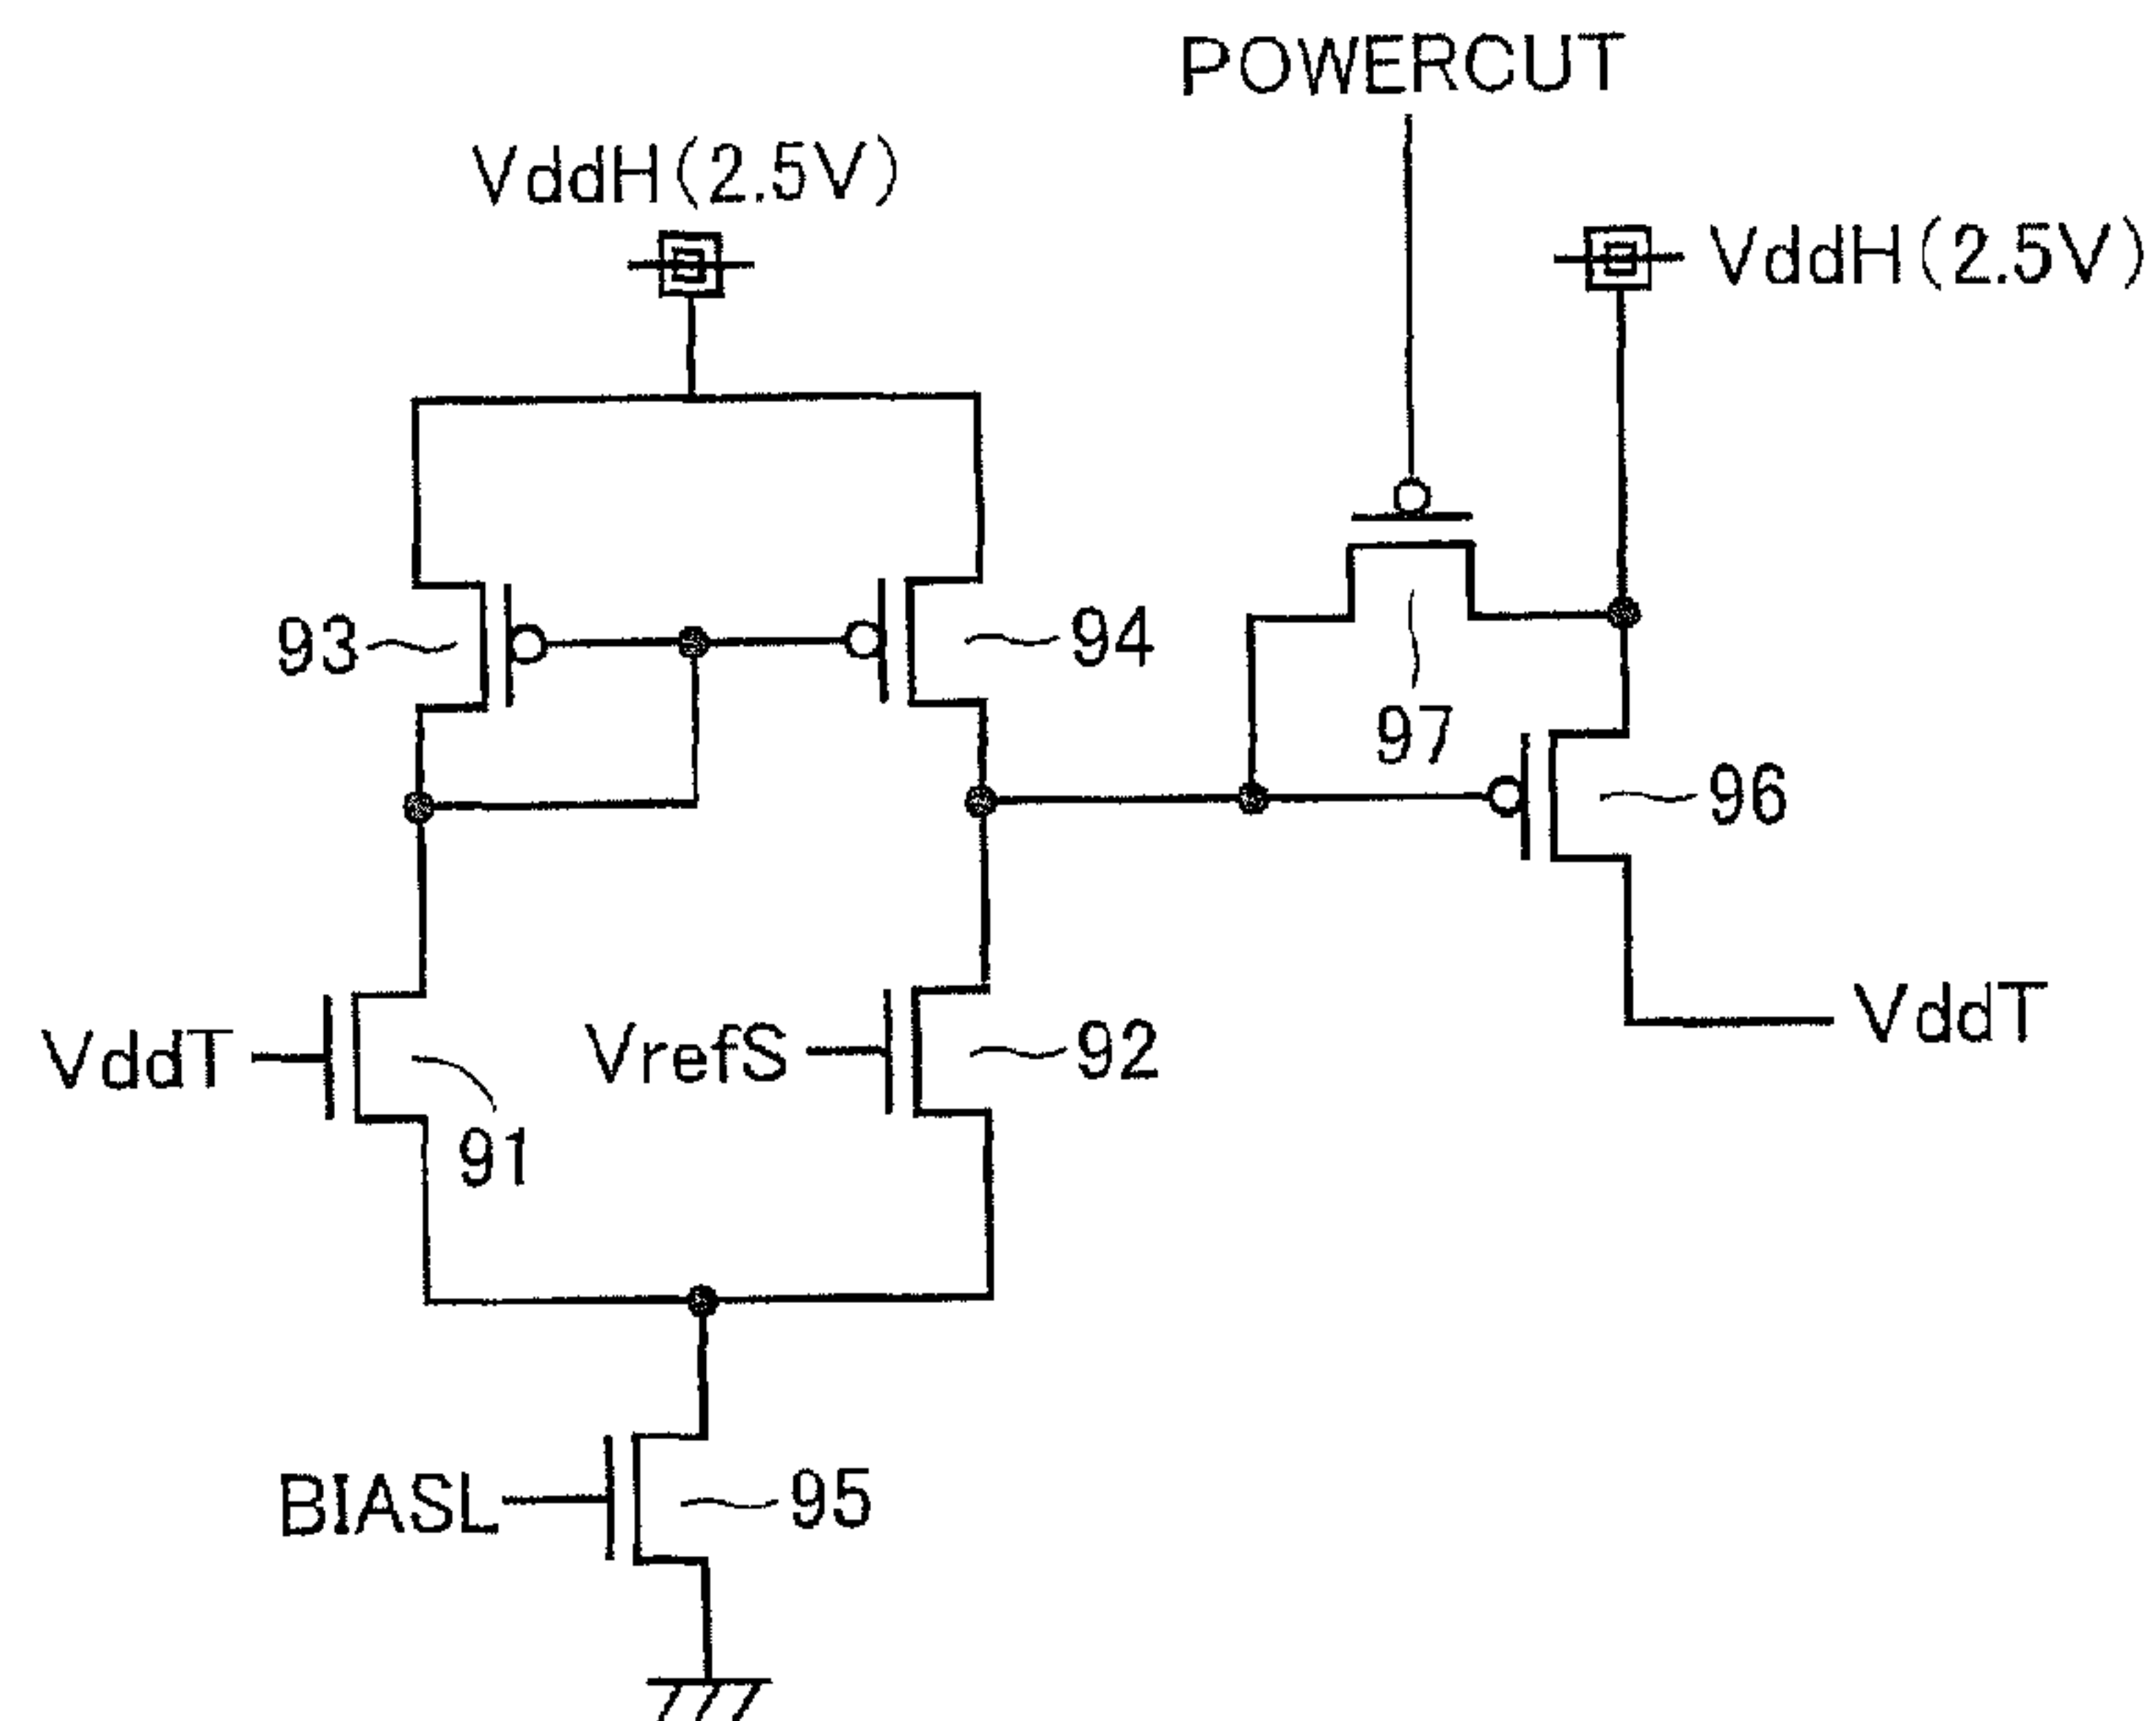 POWERCUT
VddH(2.5V)
VddH(2.5V)
93
94
97
96
VddT
VddT
VrefS
92
91
BIASL
95